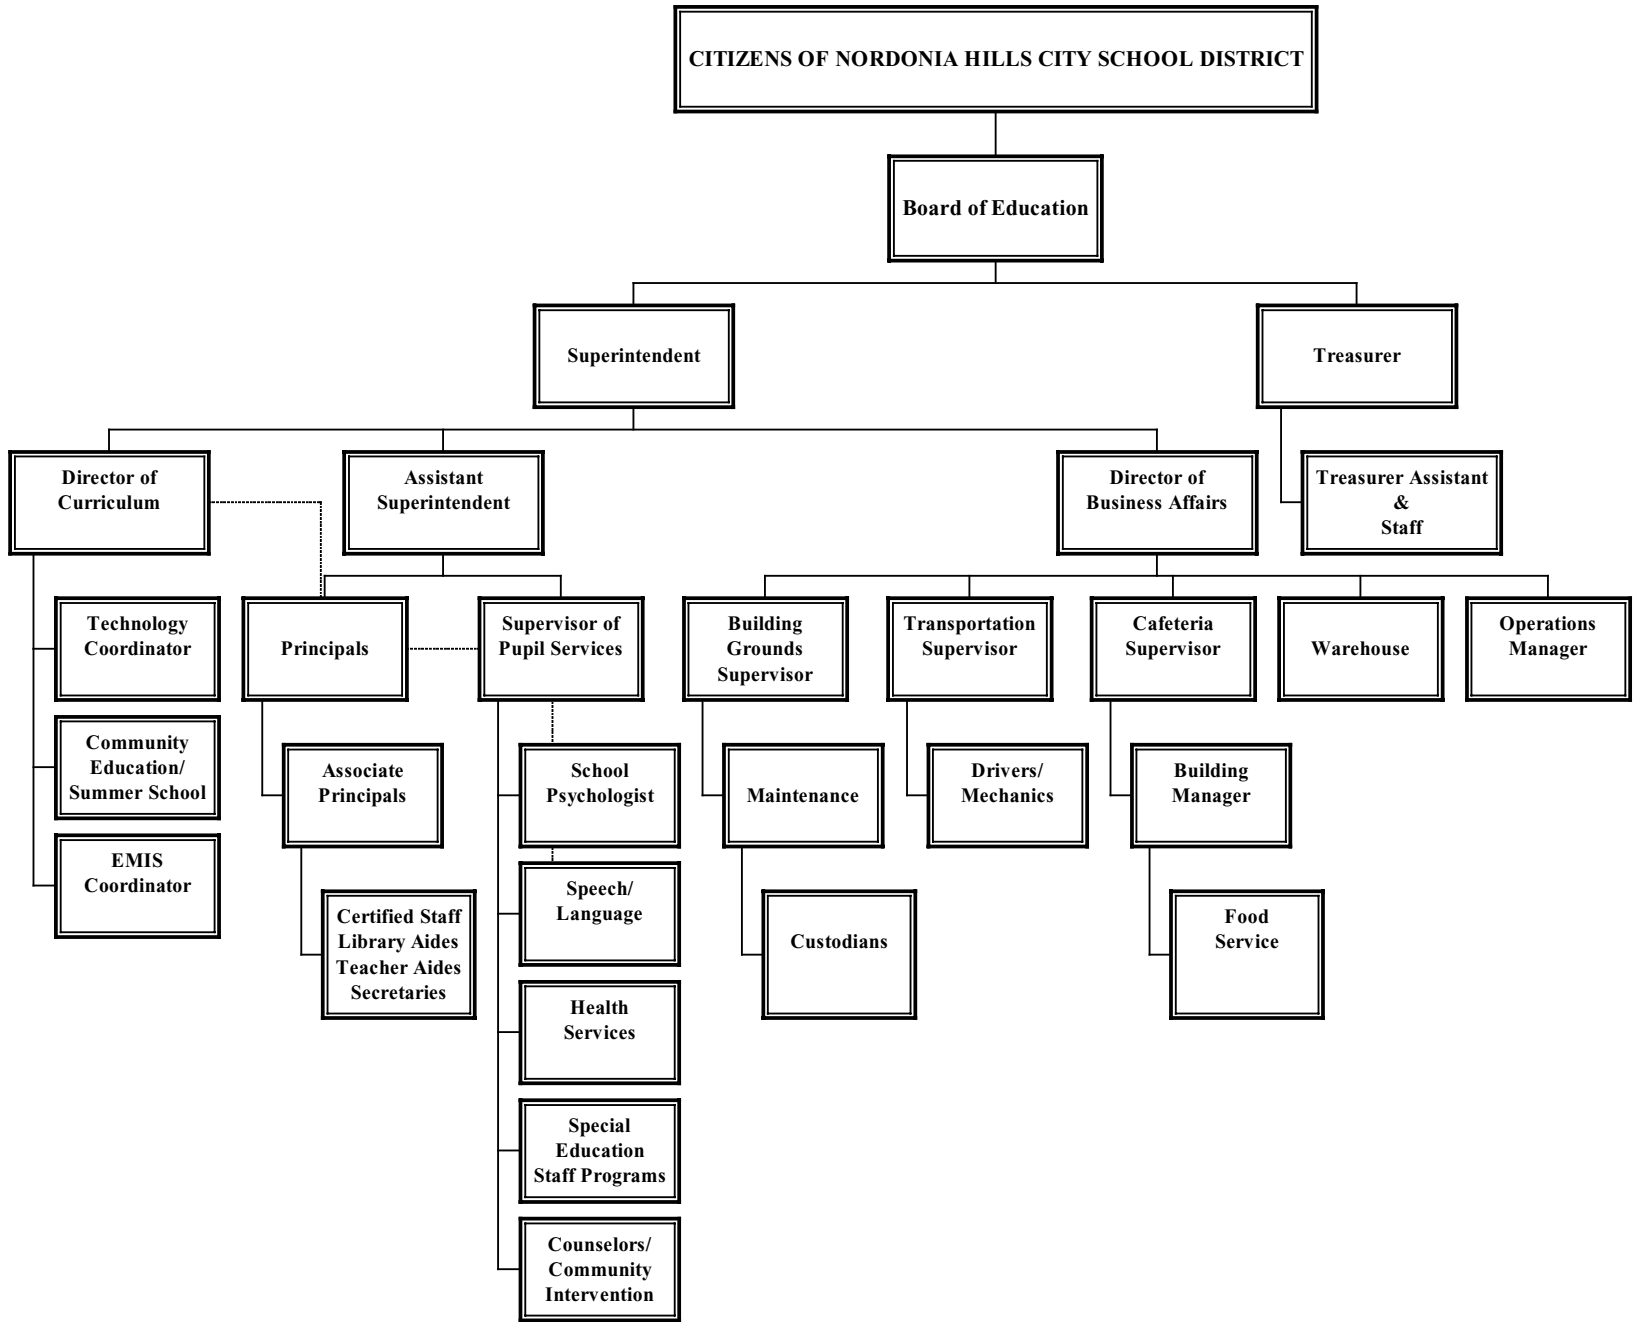 CITIZENS OF NORDONIA HILLS CITY SCHOOL DISTRICT
Board of Education
Superintendent
Treasurer
Director of
Curriculum
Assistant
Superintendent
Director of
Business Affairs
Treasurer Assistant
&
Staff
Technology
Coordinator
Principals
Supervisor of
Pupil Services
Building
Grounds
Supervisor
Transportation
Supervisor
Cafeteria
Supervisor
Warehouse
Operations
Manager
Community
Education/
Summer School
Associate
Principals
School
Psychologist
Maintenance
Drivers/
Mechanics
Building
Manager
EMIS
Coordinator
Certified Staff
Library Aides
Teacher Aides
Secretaries
Speech/
Language
Custodians
Food
Service
Health
Services
Special
Education
Staff Programs
Counselors/
Community
Intervention